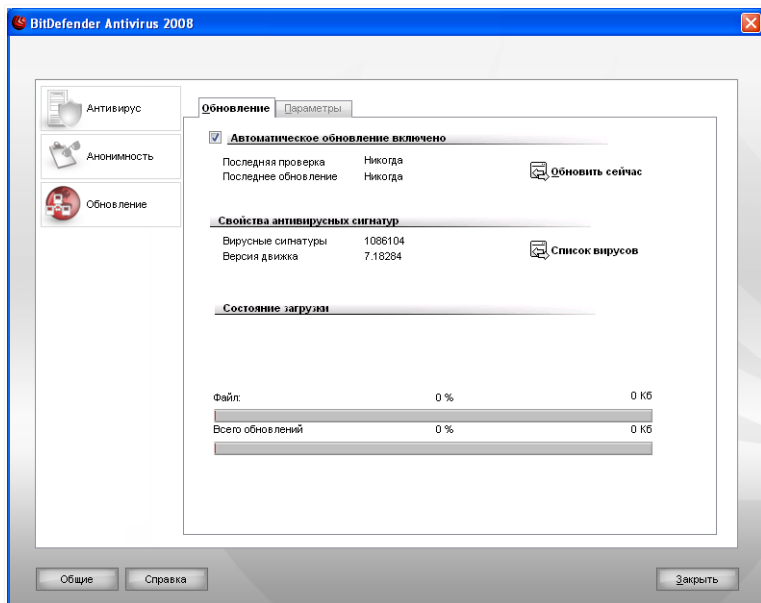 BitDefender Antivirus 2008
Антивирус
Анонимность
Обновление
Обновление Параметры
Автоматическое обновление включено
Последняя проверка Никогда
Последнее обновление Никогда
Обновить сейчас
Свойства антивирусных сигнатур
Вирусные сигнатуры 1086104
Версия движка 7.18284
Список вирусов
Состояние загрузки
Файл: 0 % 0 Кб
Всего обновлений 0 % 0 Кб
Общие Справка Закрыть